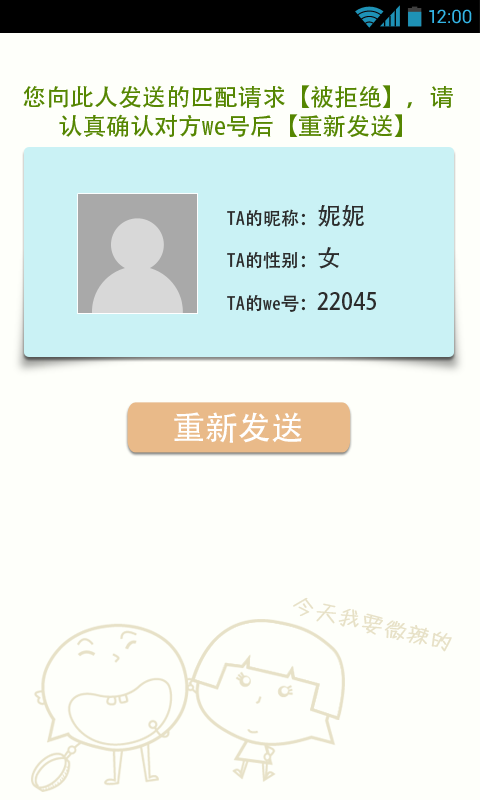 12:00
您向此人发送的匹配请求【被拒绝】，请
认真确认对方we号后【重新发送】
TA的昵称：妮妮
TA的性别：女
TA的we号：22045
重新发送
今天我要微辣的